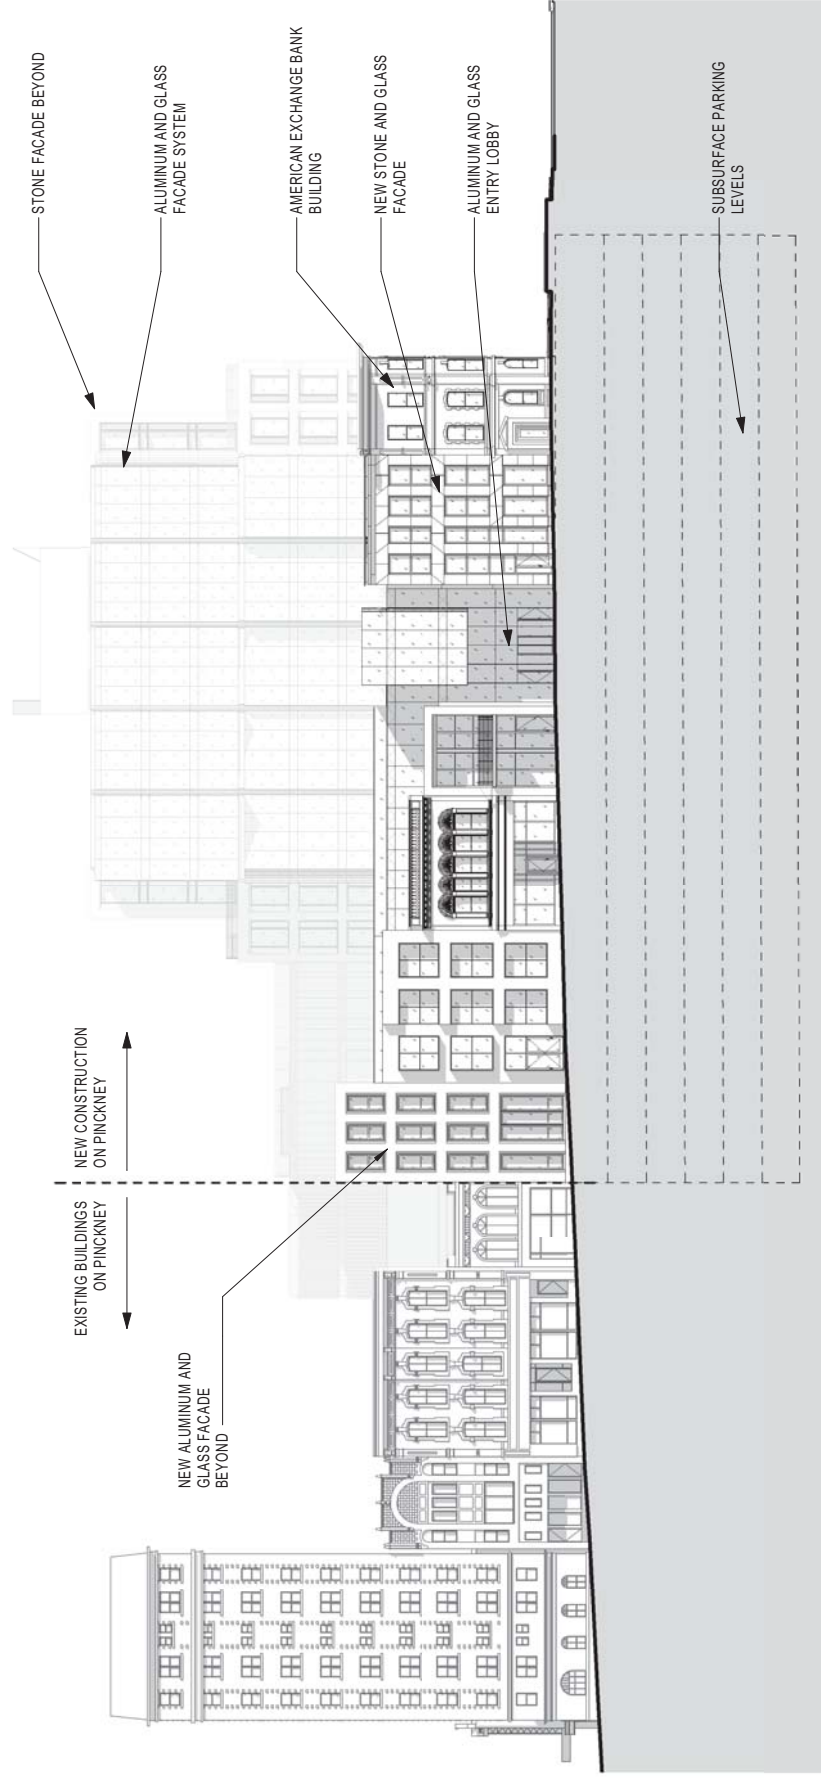 EXISTING BUILDINGS
ON PINCKNEY
NEW CONSTRUCTION
ON PINCKNEY
NEW ALUMINUM AND
GLASS FACADE
BEYOND
STONE FACADE BEYOND
ALUMINUM AND GLASS
FACADE SYSTEM
AMERICAN EXCHANGE BANK
BUILDING
NEW STONE AND GLASS
FACADE
ALUMINUM AND GLASS
ENTRY LOBBY
SUBSURFACE PARKING
LEVELS